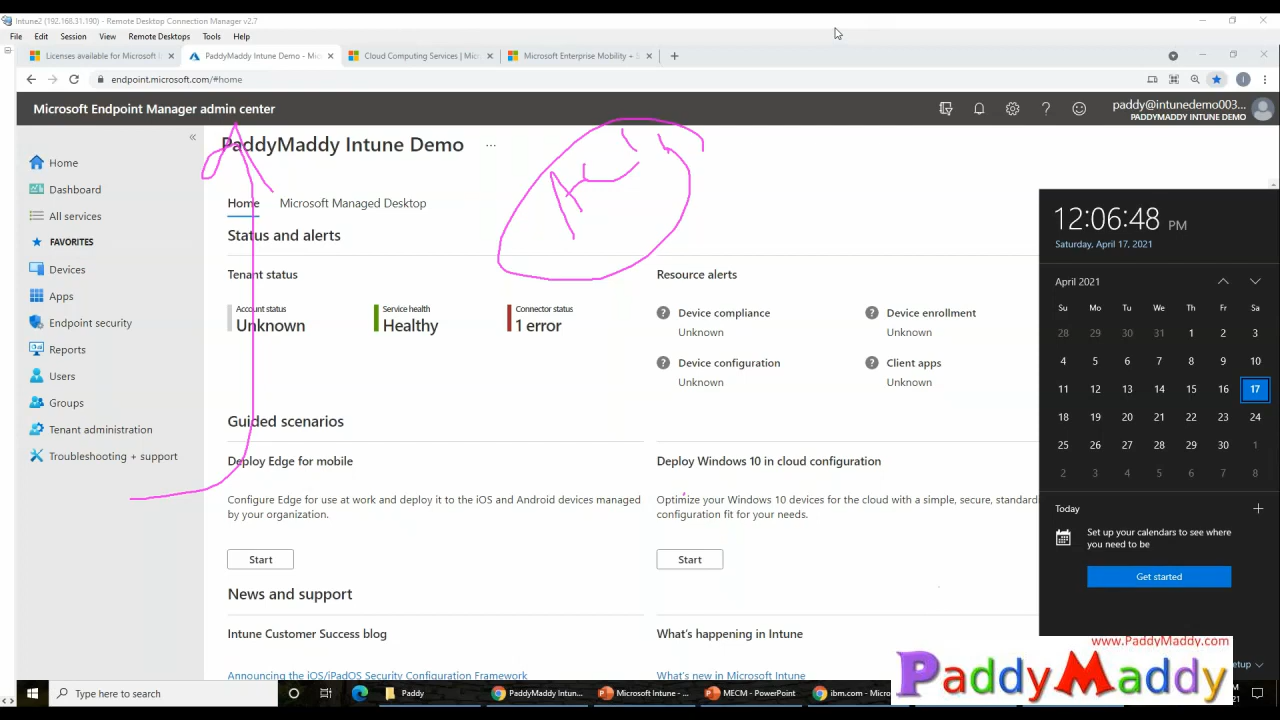 Intune2 (192.168.31.190) - Remote Desktop Connection Manager v2.7
File Edit Session View Remote Desktops Tools Help
Licenses available for Microsoft PaddyMaddy Intune Demo - Mic Cloud Computing Services | Mic Microsoft Enterprise Mobility + S
endpoint.microsoft.com/#home
Microsoft Endpoint Manager admin center
paddy@intunedemo003...
PADDYMADDY INTUNE DEMO
Home
Dashboard
All services
FAVORITES
Devices
Apps
Endpoint security
Reports
Users
Groups
Tenant administration
Troubleshooting + support
PaddyMaddy Intune Demo ...
Home Microsoft Managed Desktop
Status and alerts
Tenant status
Account status Service health Connector status
Unknown Healthy 1 error
Resource alerts
Device compliance Device enrollment
Unknown Unknown
Device configuration Client apps
Unknown Unknown
Guided scenarios
Deploy Edge for mobile
Configure Edge for use at work and deploy it to the iOS and Android devices managed
by your organization.
Start
Deploy Windows 10 in cloud configuration
Optimize your Windows 10 devices for the cloud with a simple, secure, standard
configuration fit for your needs.
Start
News and support
Intune Customer Success blog
Announcing the iOS/iPadOS Security Configuration Framework
What's happening in Intune
What's new in Microsoft Intune
12:06:48 PM
Saturday, April 17, 2021
April 2021
Su Mo Tu We Th Fr Sa
28 29 30 31 1 2 3
4 5 6 7 8 9 10
11 12 13 14 15 16 17
18 19 20 21 22 23 24
25 26 27 28 29 30 1
2 3 4 5 6 7 8
Today
Set up your calendars to see where
you need to be
Get started
www.PaddyMaddy.com
PaddyMaddy
Type here to search Paddy PaddyMaddy Intun... Microsoft Intune - ... MECM - PowerPoint ibm.com - Micros